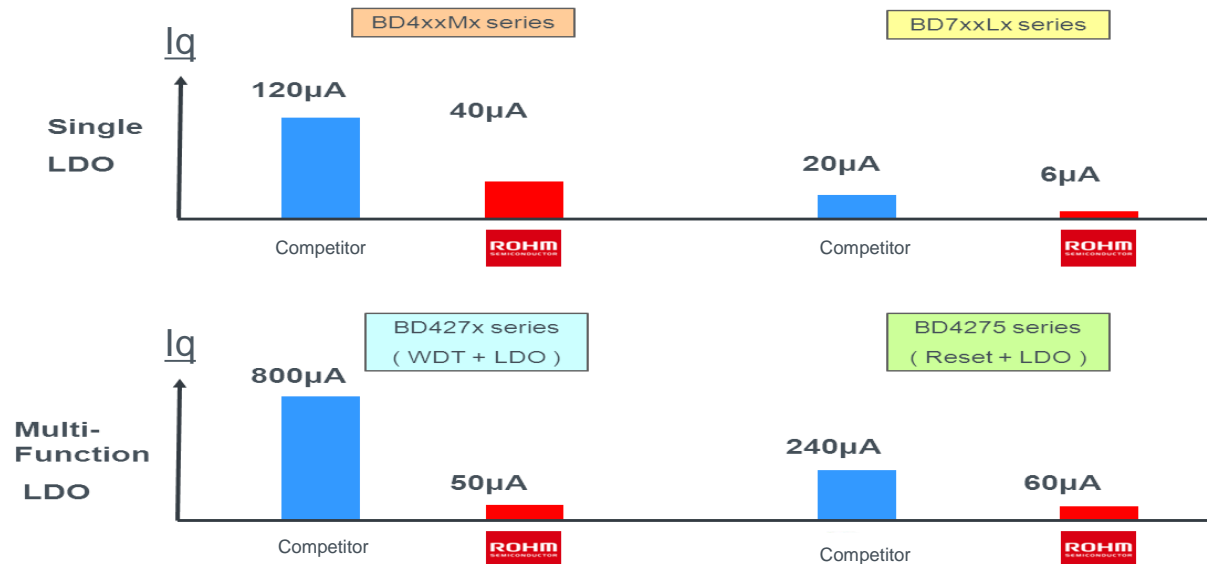 BD4xxMx series
BD7xxLx series
Iq
120µA
40µA
20µA
6µA
Single
LDO
Competitor
ROHM
SEMICONDUCTOR
Competitor
ROHM
SEMICONDUCTOR
BD427x series
( WDT + LDO )
BD4275 series
( Reset + LDO )
Iq
800µA
50µA
240µA
60µA
Multi-
Function
LDO
Competitor
ROHM
SEMICONDUCTOR
Competitor
ROHM
SEMICONDUCTOR